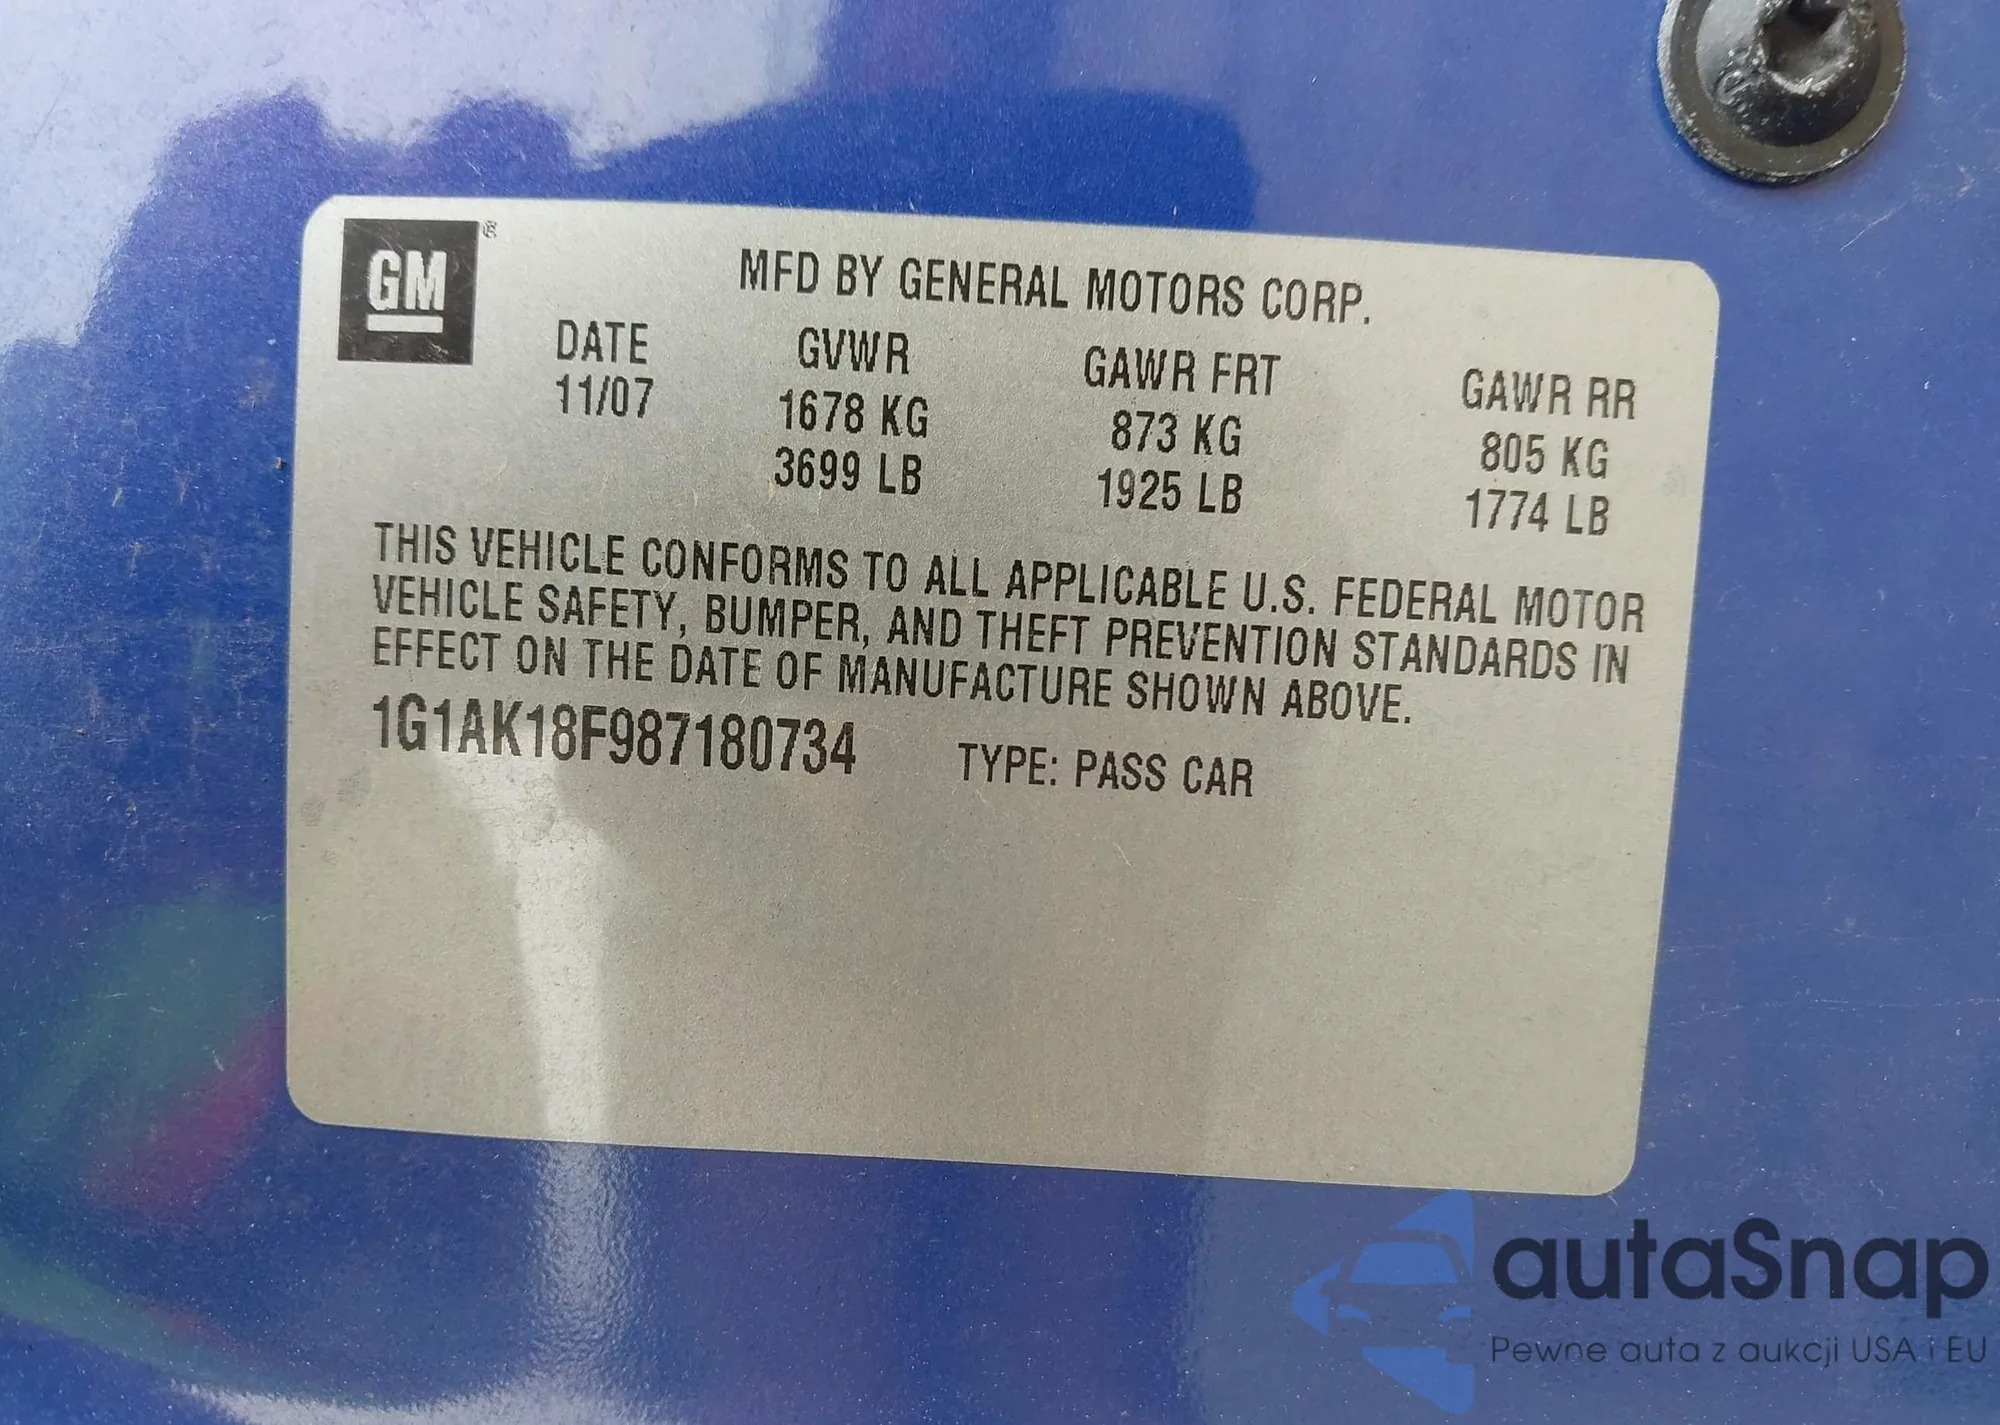 GM ®
MFD BY GENERAL MOTORS CORP.
DATE GVWR GAWR FRT GAWR RR
11/07 1678 KG 873 KG 805 KG
3699 LB 1925 LB 1774 LB
THIS VEHICLE CONFORMS TO ALL APPLICABLE U.S. FEDERAL MOTOR
VEHICLE SAFETY, BUMPER, AND THEFT PREVENTION STANDARDS IN
EFFECT ON THE DATE OF MANUFACTURE SHOWN ABOVE.
1G1AK18F987180734 TYPE: PASS CAR
autaSnap
Pewne auta z aukcji USA i EU